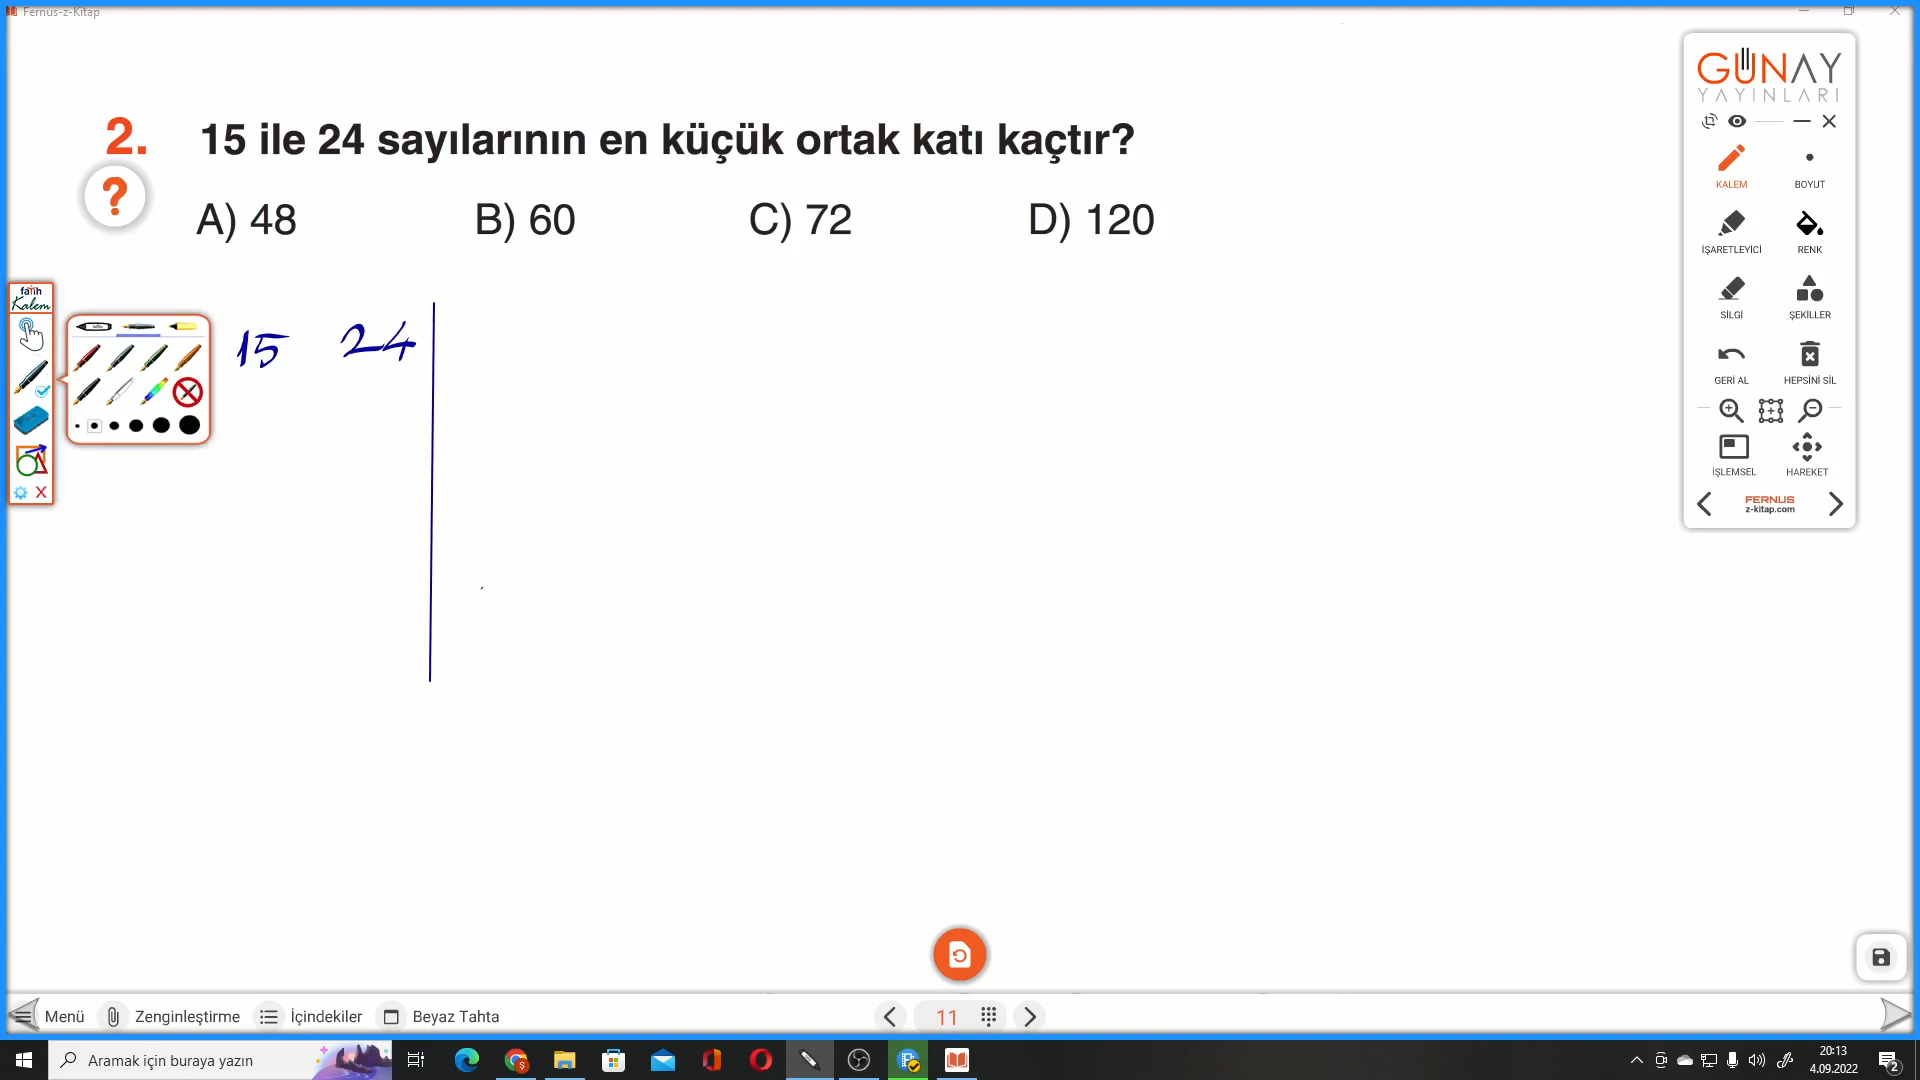 Fernus-z-Kitap
GÜNAY
YAYINLARI
2. 15 ile 24 sayılarının en küçük ortak katı kaçtır?
?
A) 48 B) 60 C) 72 D) 120
KALEM BOYUT
İŞARETLEYİCİ RENK
SİLGİ ŞEKİLLER
GERİ AL HEPSİNİ SİL
İŞLEMSEL HAREKET
FERNUS
z-kitap.com
fatih
Kalem
15 24
Menü Zenginleştirme İçindekiler Beyaz Tahta 11
Aramak için buraya yazın
20:13
4.09.2022
2